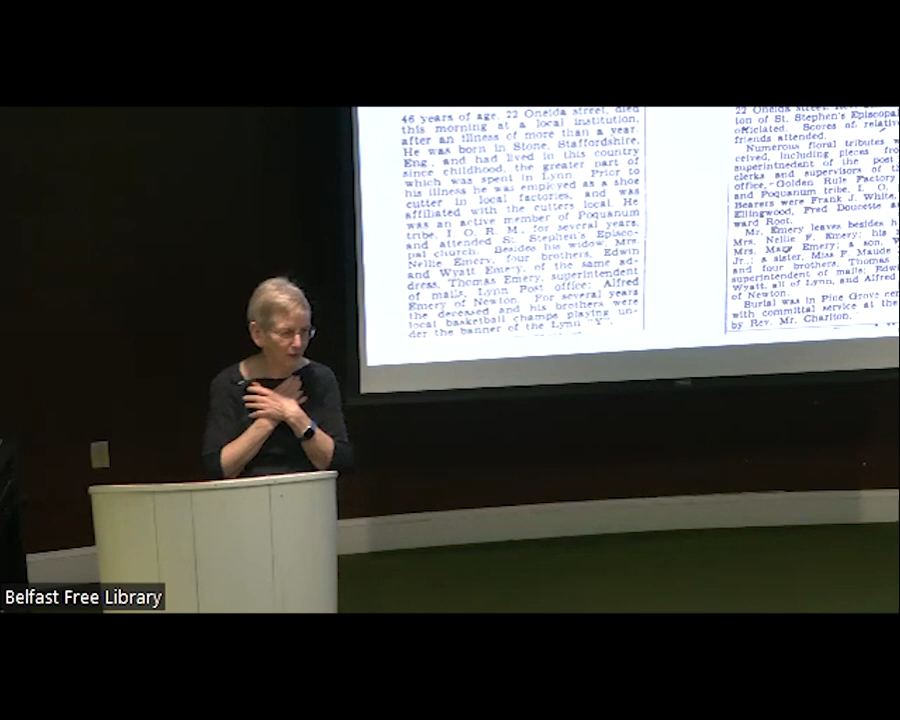 46 years of age, 22 Oneida street, died
this morning at a local institution,
after an illness of more than a year.
He was born in Stone, Staffordshire,
Eng., and had lived in this country
since childhood, the greater part of
which was spent in Lynn. Prior to
his illness he was employed as a shoe
cutter in local factories, and was
affiliated with the cutters local. He
was an active member of Poquanum
tribe, I. O. R. M., for several years,
and attended St. Stephen's Episco-
pal church. Besides his widow, Mrs.
Nellie Emery, four brothers, Edwin
and Wyatt Emery, of the same ad-
dress, Thomas Emery, superintendent
of mails, Lynn Post office; Alfred
Emery of Newton. For several years
the deceased and his brothers were
local basketball champs playing un-
der the banner of the Lynn "Y".
22 Oneida street.
ton of St. Stephen's Episcopal
officiated. Scores of relativ
friends attended.
Numerous floral tributes w
ceived, including pieces fro
superintnedent of the post
clerks and supervisors of t
office, Golden Rule Factory
and Poquanum tribe, I. O.
Bearers were Frank J. White,
Ellingwood, Fred Doucette a
ward Root.
Mr. Emery leaves besides h
Mrs. Nellie F. Emery; his
Mrs. Mary Emery; a son, W
Jr.; a sister, Miss F. Maude
and four brothers, Thomas
superintendent of mails; Edw
Wyatt, all of Lynn, and Alfred
of Newton.
Burial was in Pine Grove cem
with committal service at the
by Rev. Mr. Charlton.
Belfast Free Library